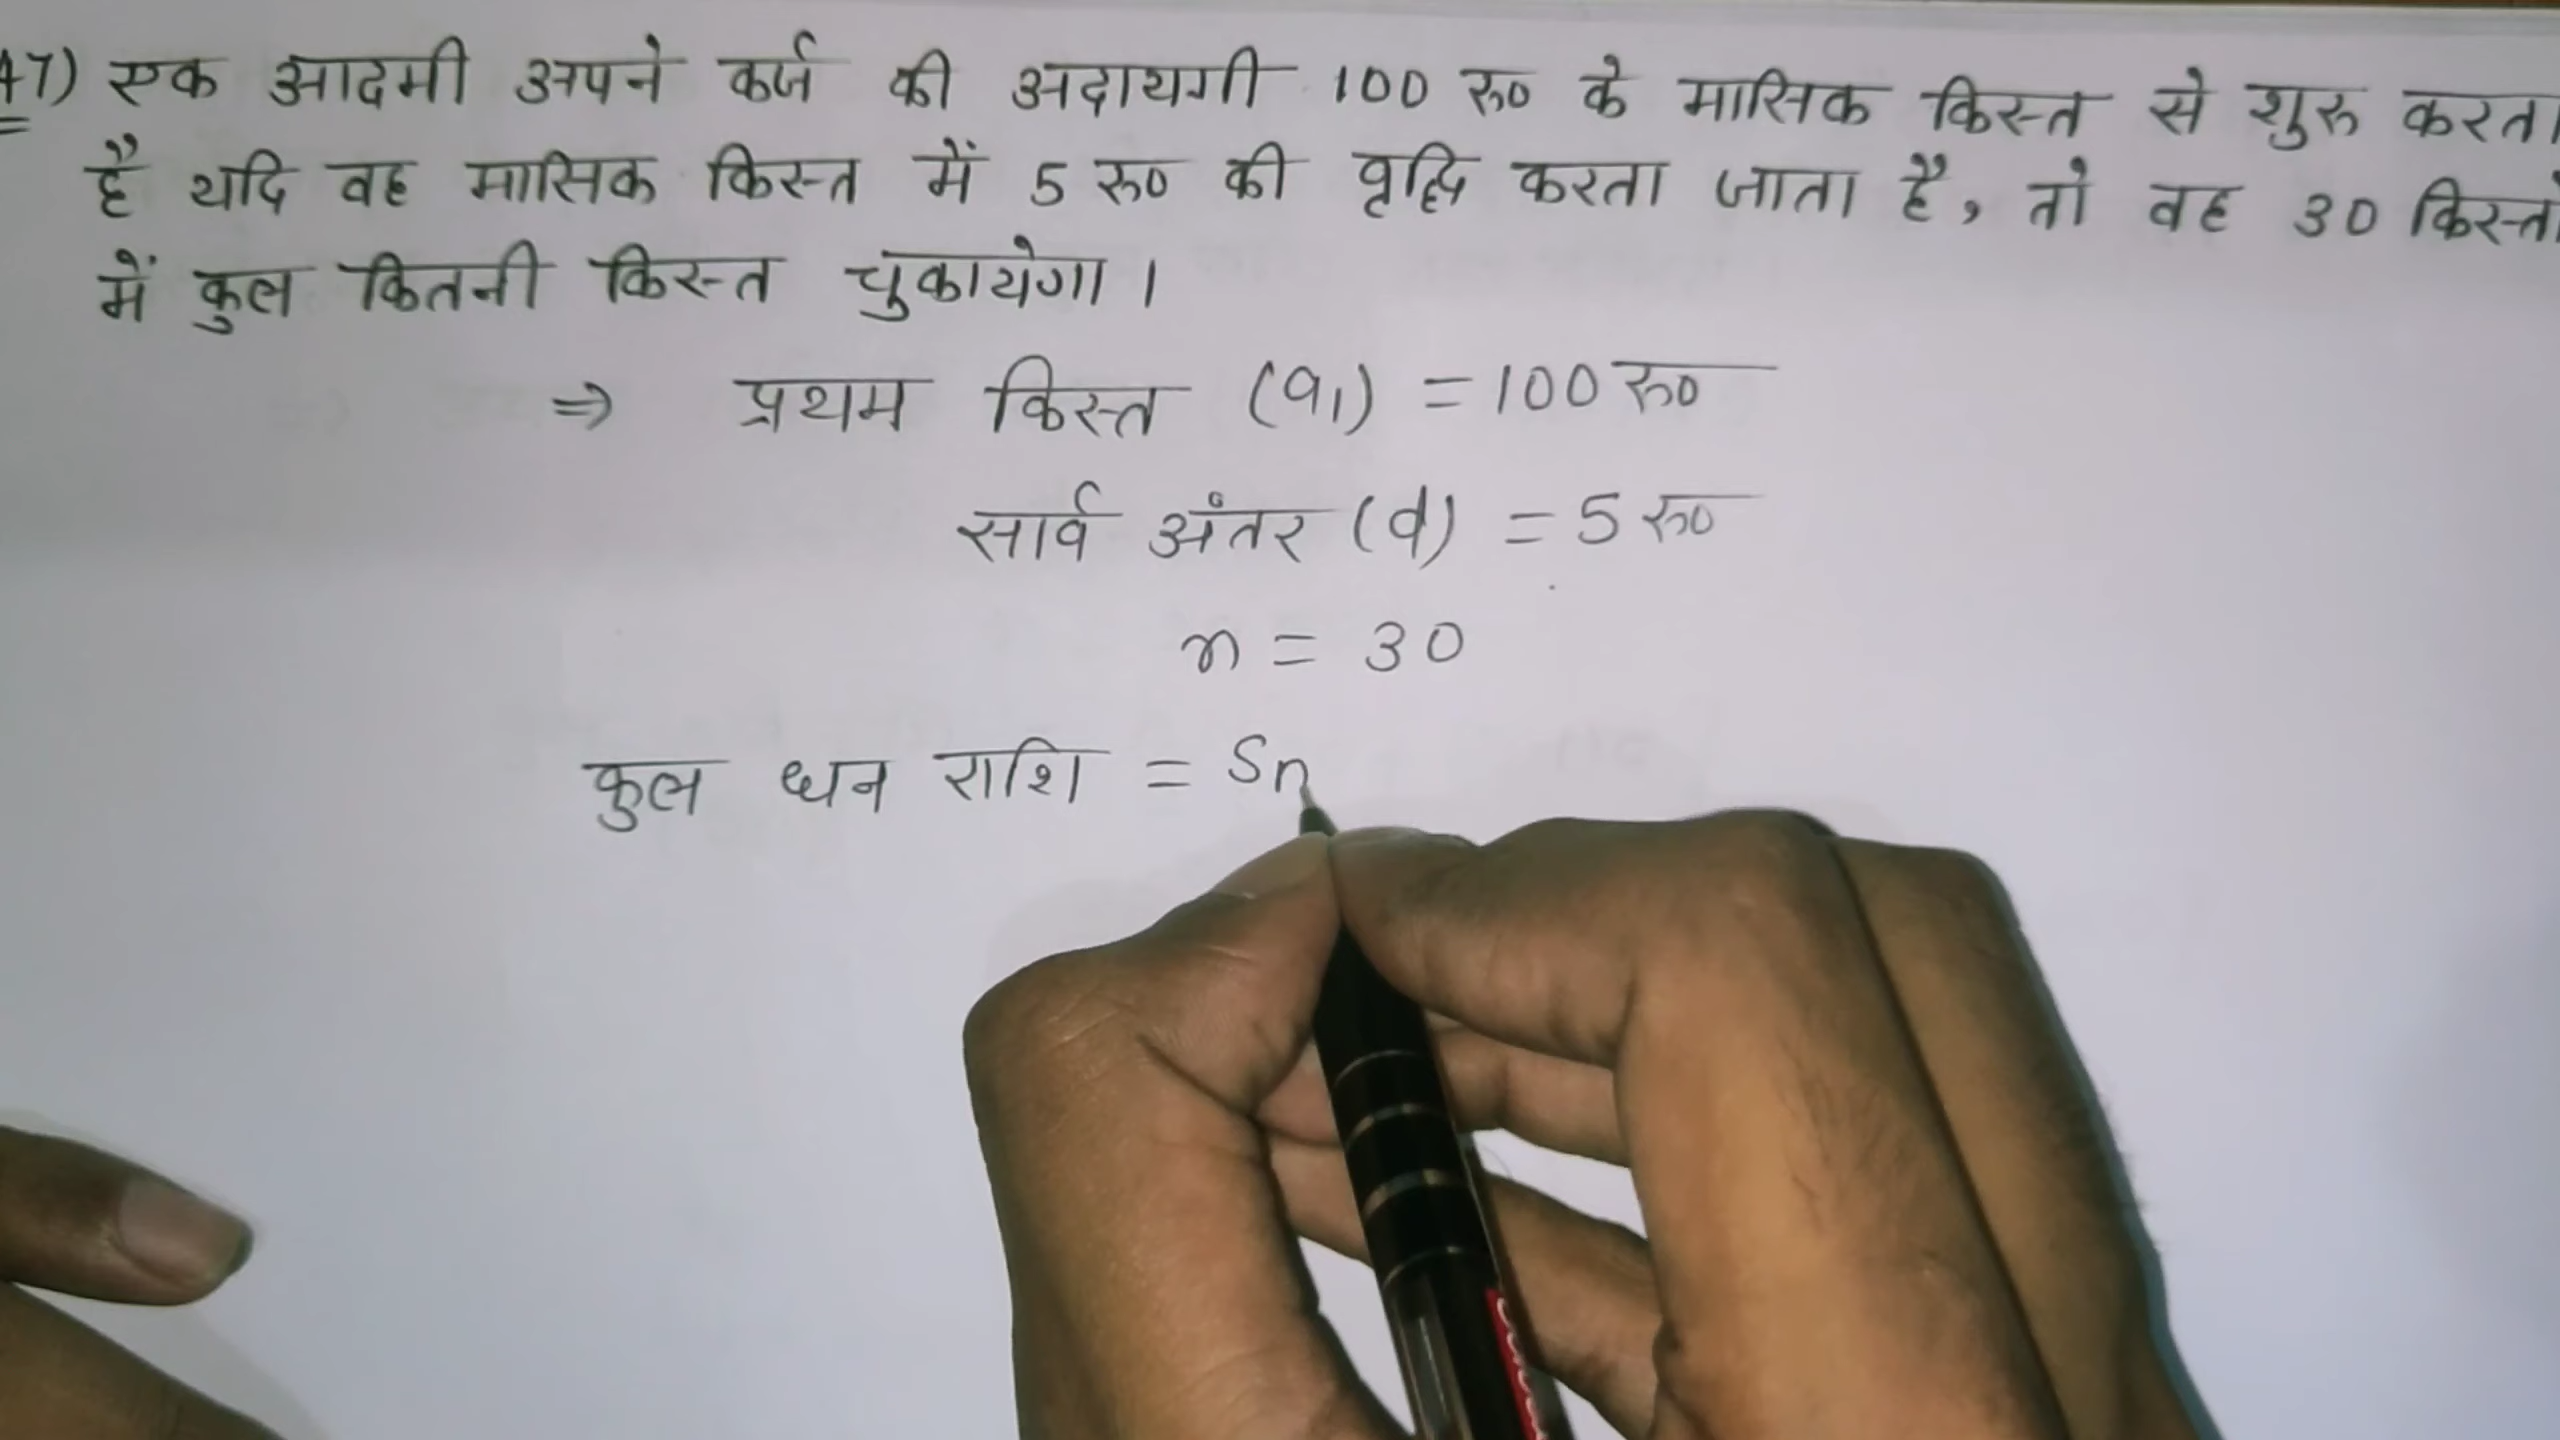 47) एक आदमी अपने कर्ज की अदायगी 100 रु० के मासिक किस्त से शुरु करता
है यदि वह मासिक किस्त में 5 रु० की वृद्धि करता जाता है, तो वह 30 किस्तो
में कुल कितनी किस्त चुकायेगा।
⇒ प्रथम किस्त (a₁) = 100 रु०
सार्व अंतर (d) = 5 रु०
n = 30
कुल धन राशि = Sn